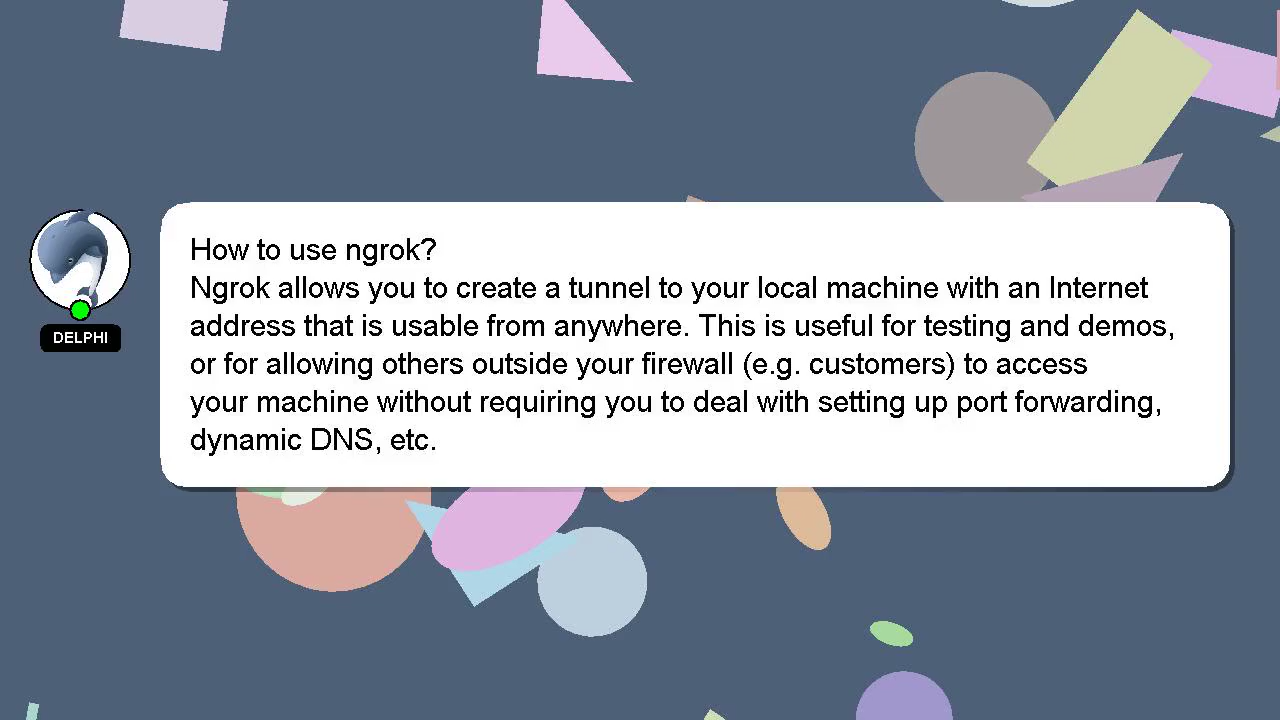 How to use ngrok?
Ngrok allows you to create a tunnel to your local machine with an Internet
address that is usable from anywhere. This is useful for testing and demos,
or for allowing others outside your firewall (e.g. customers) to access
your machine without requiring you to deal with setting up port forwarding,
dynamic DNS, etc.
DELPHI